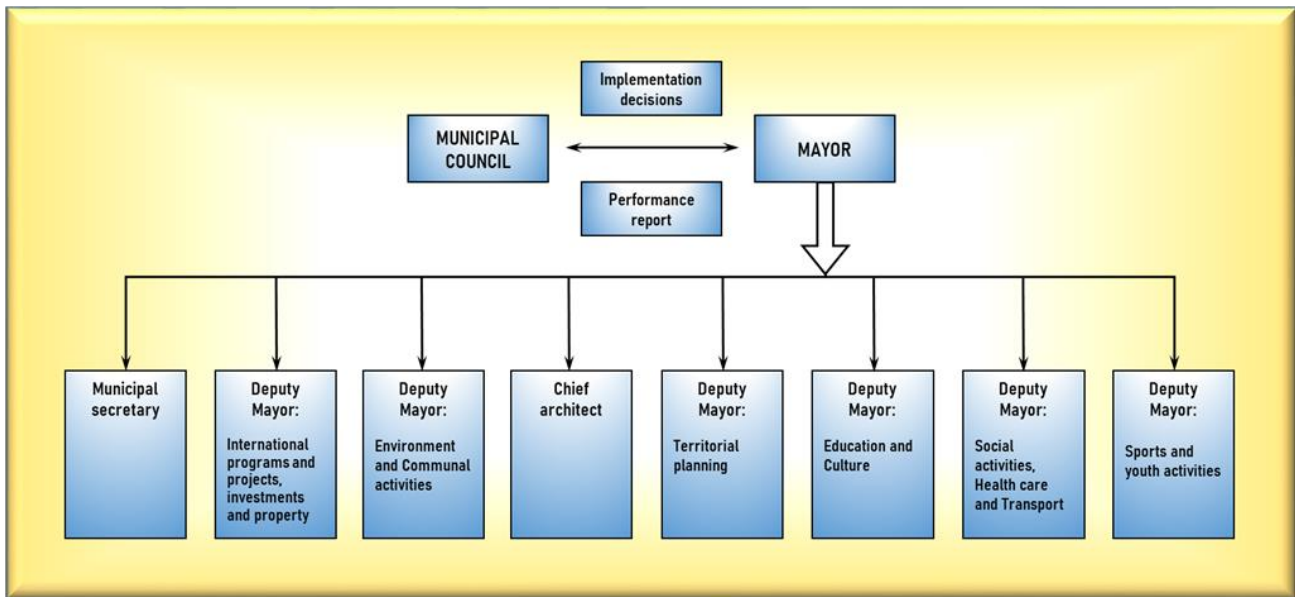 Implementation
decisions
MUNICIPAL
COUNCIL
MAYOR
Performance
report
Municipal
secretary
Deputy
Mayor:
International
programs and
projects,
investments
and property
Deputy
Mayor:
Environment
and Communal
activities
Chief
architect
Deputy
Mayor:
Territorial
planning
Deputy
Mayor:
Education and
Culture
Deputy
Mayor:
Social
activities,
Health care
and Transport
Deputy
Mayor:
Sports and
youth activities